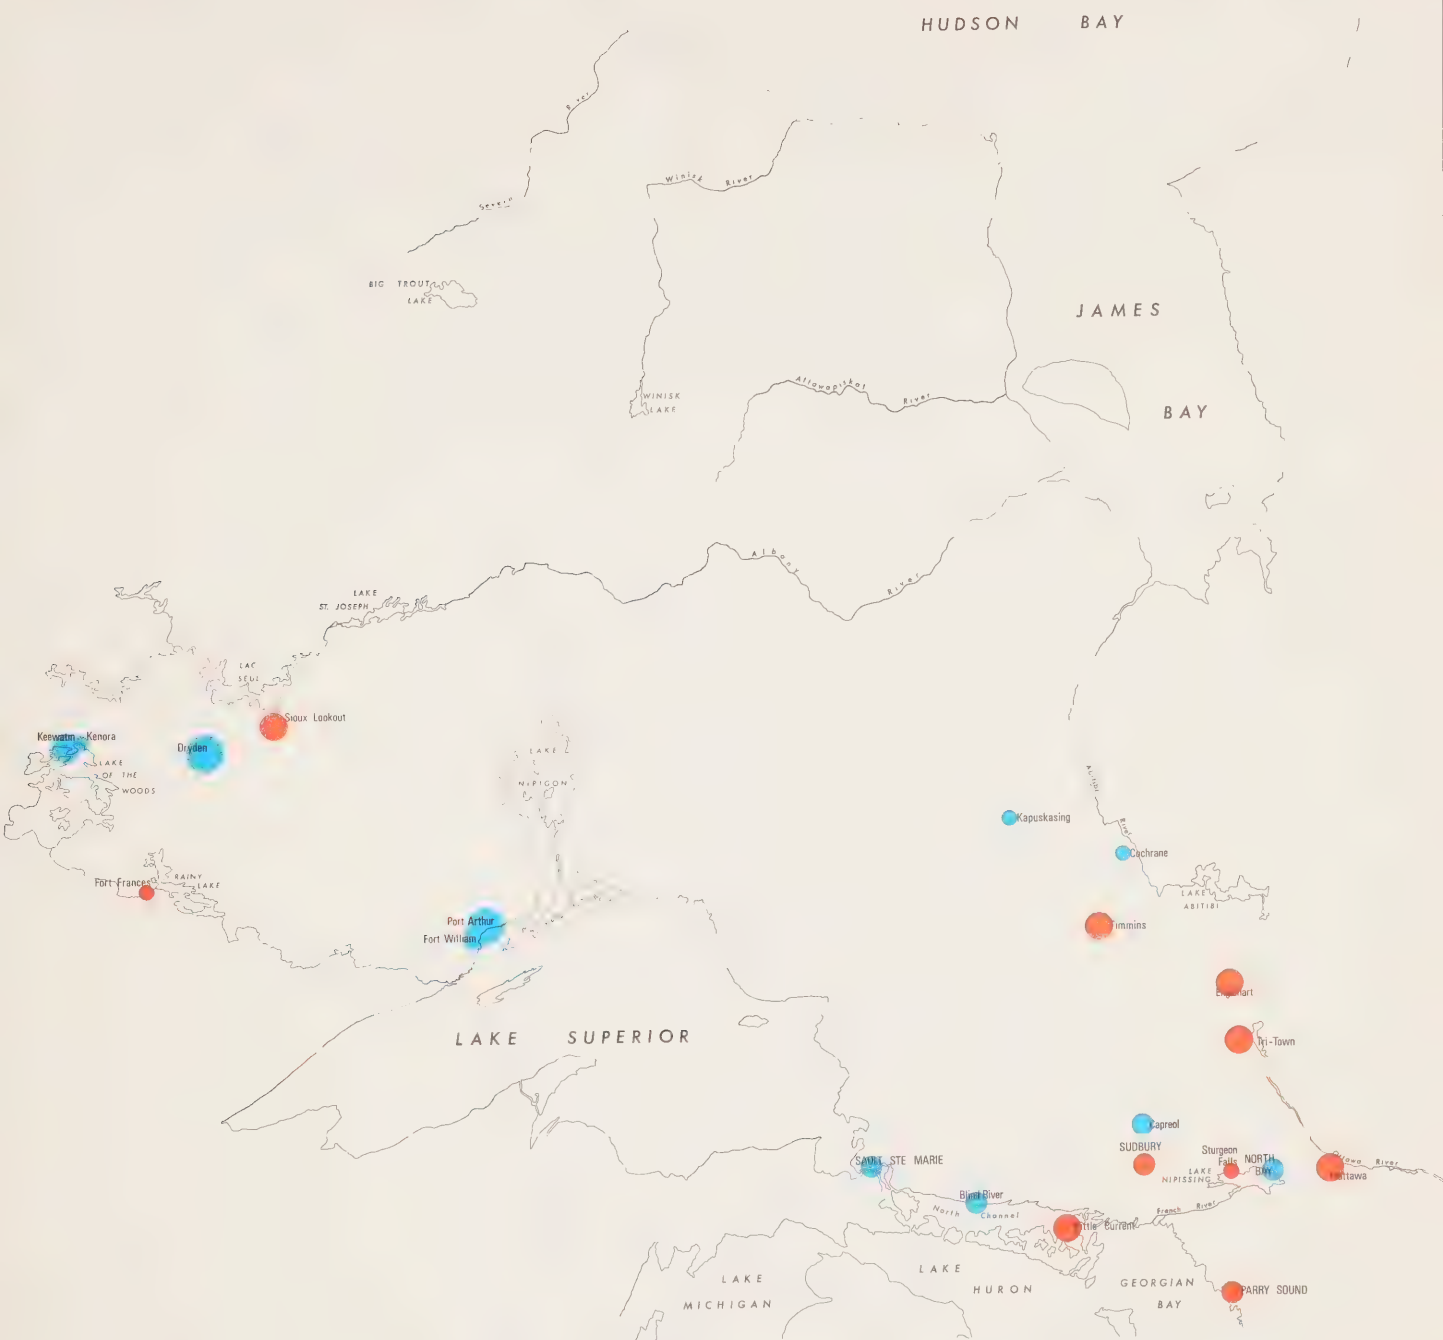 HUDSON BAY
River
Severn
Winisk River
BIG TROUT
LAKE
JAMES
Attawapiskat River
WINISK
LAKE
BAY
Albany River
LAKE
ST. JOSEPH
LAC
SEUL
Sioux Lookout
Keewatin - Kenora
Dryden
LAKE
OF THE
WOODS
LAKE
NIPIGON
Abitibi River
Kapuskasing
Cochrane
Fort Frances
RAINY
LAKE
LAKE
ABITIBI
Port Arthur
Fort William
Timmins
Englehart
LAKE SUPERIOR
Tri-Town
Capreol
SUDBURY
Sturgeon
Falls
NORTH
BAY
SAULT STE MARIE
LAKE
NIPISSING
Ottawa River
Mattawa
Blind River
North Channel
French River
Little Current
LAKE
HURON
LAKE
MICHIGAN
GEORGIAN
BAY
PARRY SOUND